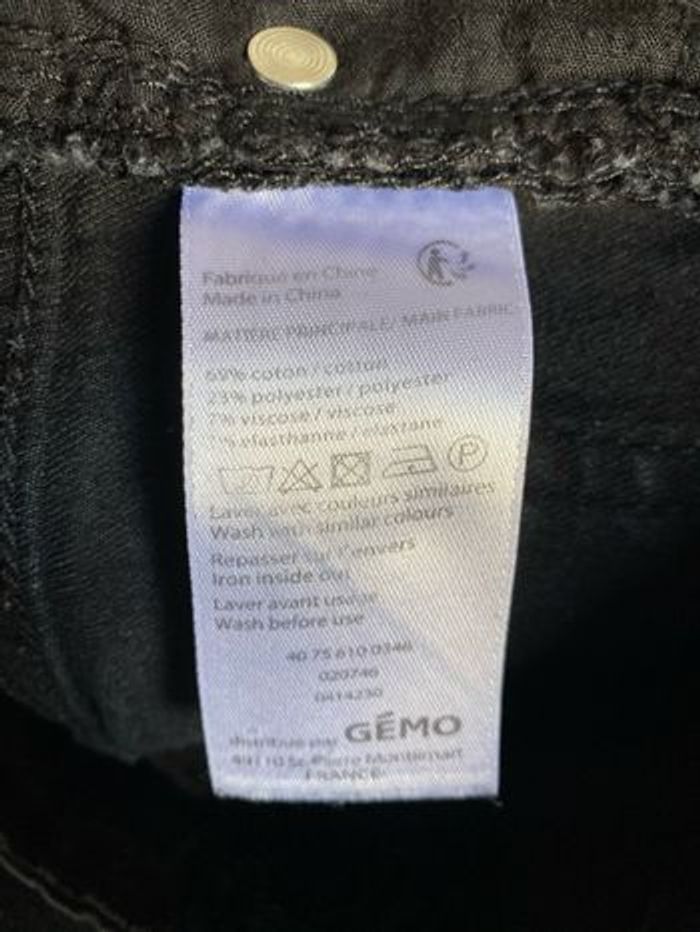 Fabriqué en Chine
Made in China
MATIERE PRINCIPALE/ MAIN FABRIC:
69% coton / cotton
23% polyester / polyester
7% viscose / viscose
1% elasthanne / elastane
P
Laver avec couleurs similaires
Wash with similar colours
Repasser sur l'envers
Iron inside out
Laver avant usage
Wash before use
40 75 610 0346
020746
0414230
distribué par GÉMO
49110 St-Pierre Montlimart
FRANCE